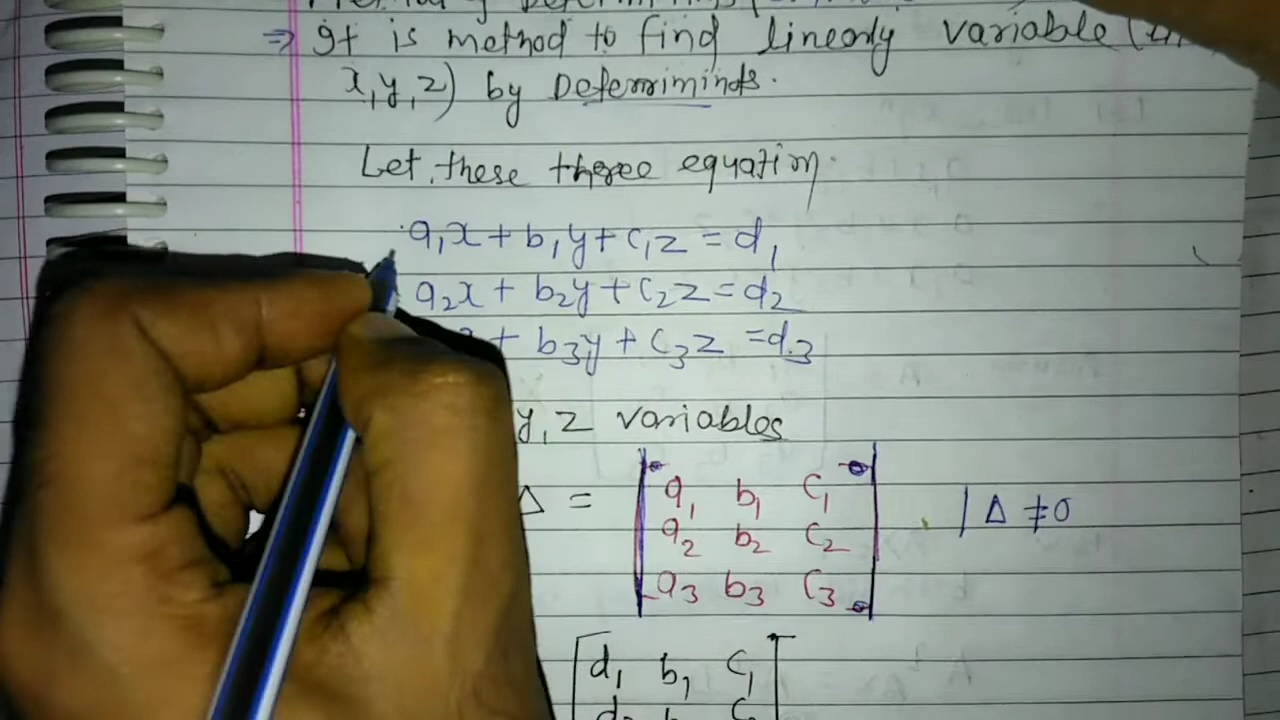 ⇒ It is method to find linearly variable (
x,y,z) by Deferriminds.
Let, these three equation.
a₁x + b₁y + c₁z = d₁
a₂x + b₂y + c₂z = d₂
+ b₃y + c₃z = d₃
y, z variables
Δ = | a₁ b₁ c₁ | | Δ ≠ 0
a₂ b₂ c₂
a₃ b₃ c₃
d₁ b₁ c₁